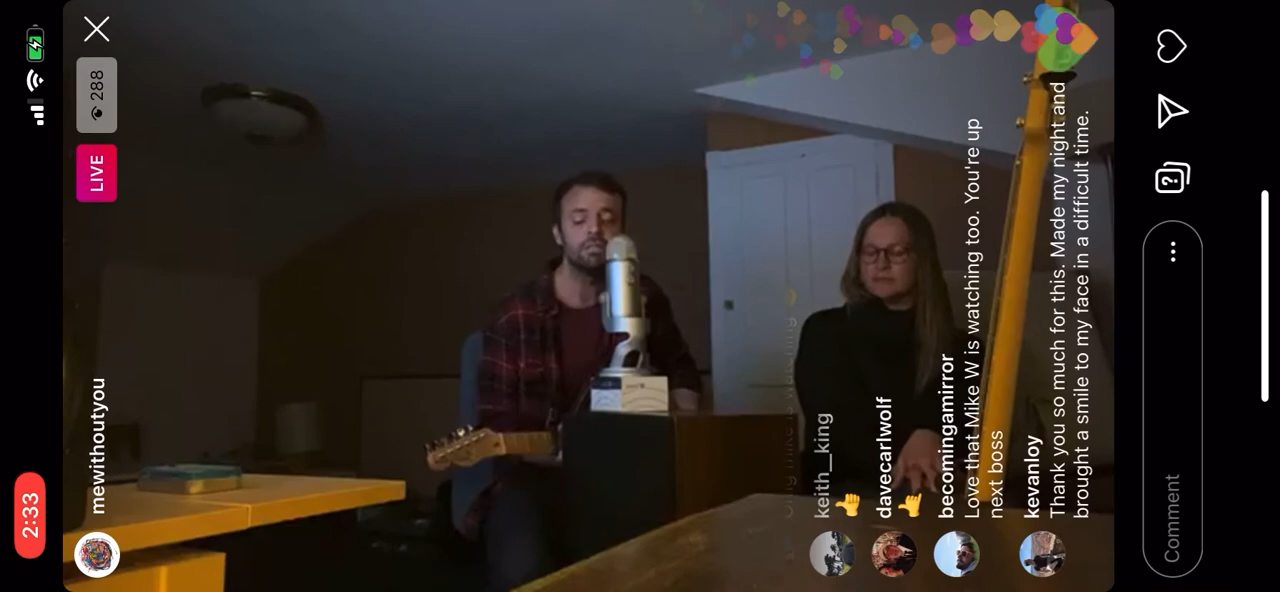 2:33
mewithoutyou
LIVE
288
keith__king
👍
davecarlwolf
🤙
becomingamirror
Love that Mike W is watching too. You're up
next boss
kevanloy
Thank you so much for this. Made my night and
brought a smile to my face in a difficult time.
Comment